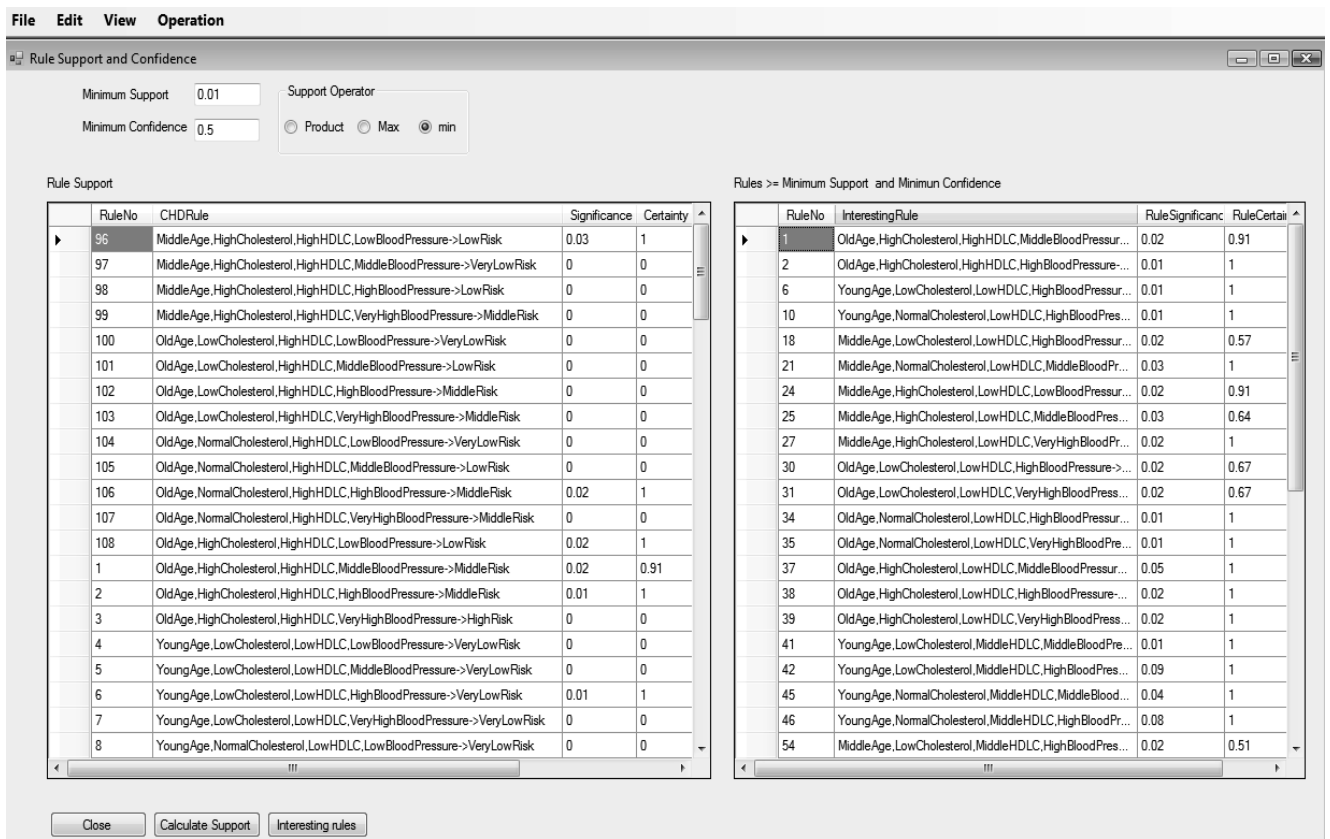 File Edit View Operation
Rule Support and Confidence
Minimum Support 0.01
Minimum Confidence 0.5
Support Operator
Product Max min
Rule Support
RuleNo CHDRule Significance Certainty
96 MiddleAge,HighCholesterol,HighHDLC,LowBloodPressure->LowRisk 0.03 1
97 MiddleAge,HighCholesterol,HighHDLC,MiddleBloodPressure->VeryLowRisk 0 0
98 MiddleAge,HighCholesterol,HighHDLC,HighBloodPressure->LowRisk 0 0
99 MiddleAge,HighCholesterol,HighHDLC,VeryHighBloodPressure->MiddleRisk 0 0
100 OldAge,LowCholesterol,HighHDLC,LowBloodPressure->VeryLowRisk 0 0
101 OldAge,LowCholesterol,HighHDLC,MiddleBloodPressure->LowRisk 0 0
102 OldAge,LowCholesterol,HighHDLC,HighBloodPressure->MiddleRisk 0 0
103 OldAge,LowCholesterol,HighHDLC,VeryHighBloodPressure->MiddleRisk 0 0
104 OldAge,NormalCholesterol,HighHDLC,LowBloodPressure->VeryLowRisk 0 0
105 OldAge,NormalCholesterol,HighHDLC,MiddleBloodPressure->LowRisk 0 0
106 OldAge,NormalCholesterol,HighHDLC,HighBloodPressure->MiddleRisk 0.02 1
107 OldAge,NormalCholesterol,HighHDLC,VeryHighBloodPressure->MiddleRisk 0 0
108 OldAge,HighCholesterol,HighHDLC,LowBloodPressure->LowRisk 0.02 1
1 OldAge,HighCholesterol,HighHDLC,MiddleBloodPressure->MiddleRisk 0.02 0.91
2 OldAge,HighCholesterol,HighHDLC,HighBloodPressure->MiddleRisk 0.01 1
3 OldAge,HighCholesterol,HighHDLC,VeryHighBloodPressure->HighRisk 0 0
4 YoungAge,LowCholesterol,LowHDLC,LowBloodPressure->VeryLowRisk 0 0
5 YoungAge,LowCholesterol,LowHDLC,MiddleBloodPressure->VeryLowRisk 0 0
6 YoungAge,LowCholesterol,LowHDLC,HighBloodPressure->VeryLowRisk 0.01 1
7 YoungAge,LowCholesterol,LowHDLC,VeryHighBloodPressure->VeryLowRisk 0 0
8 YoungAge,NormalCholesterol,LowHDLC,LowBloodPressure->VeryLowRisk 0 0
Rules >= Minimum Support and Minimun Confidence
RuleNo InterestingRule RuleSignificanc RuleCertai
1 OldAge,HighCholesterol,HighHDLC,MiddleBloodPressur... 0.02 0.91
2 OldAge,HighCholesterol,HighHDLC,HighBloodPressure-... 0.01 1
6 YoungAge,LowCholesterol,LowHDLC,HighBloodPressur... 0.01 1
10 YoungAge,NormalCholesterol,LowHDLC,HighBloodPres... 0.01 1
18 MiddleAge,LowCholesterol,LowHDLC,HighBloodPressur... 0.02 0.57
21 MiddleAge,NormalCholesterol,LowHDLC,MiddleBloodPr... 0.03 1
24 MiddleAge,HighCholesterol,LowHDLC,LowBloodPressur... 0.02 0.91
25 MiddleAge,HighCholesterol,LowHDLC,MiddleBloodPres... 0.03 0.64
27 MiddleAge,HighCholesterol,LowHDLC,VeryHighBloodPr... 0.02 1
30 OldAge,LowCholesterol,LowHDLC,HighBloodPressure->... 0.02 0.67
31 OldAge,LowCholesterol,LowHDLC,VeryHighBloodPress... 0.02 0.67
34 OldAge,NormalCholesterol,LowHDLC,HighBloodPressur... 0.01 1
35 OldAge,NormalCholesterol,LowHDLC,VeryHighBloodPre... 0.01 1
37 OldAge,HighCholesterol,LowHDLC,MiddleBloodPressur... 0.05 1
38 OldAge,HighCholesterol,LowHDLC,HighBloodPressure-... 0.02 1
39 OldAge,HighCholesterol,LowHDLC,VeryHighBloodPress... 0.02 1
41 YoungAge,LowCholesterol,MiddleHDLC,MiddleBloodPre... 0.01 1
42 YoungAge,LowCholesterol,MiddleHDLC,HighBloodPres... 0.09 1
45 YoungAge,NormalCholesterol,MiddleHDLC,MiddleBlood... 0.04 1
46 YoungAge,NormalCholesterol,MiddleHDLC,HighBloodPr... 0.08 1
54 MiddleAge,LowCholesterol,MiddleHDLC,HighBloodPres... 0.02 0.51
Close Calculate Support Interesting rules